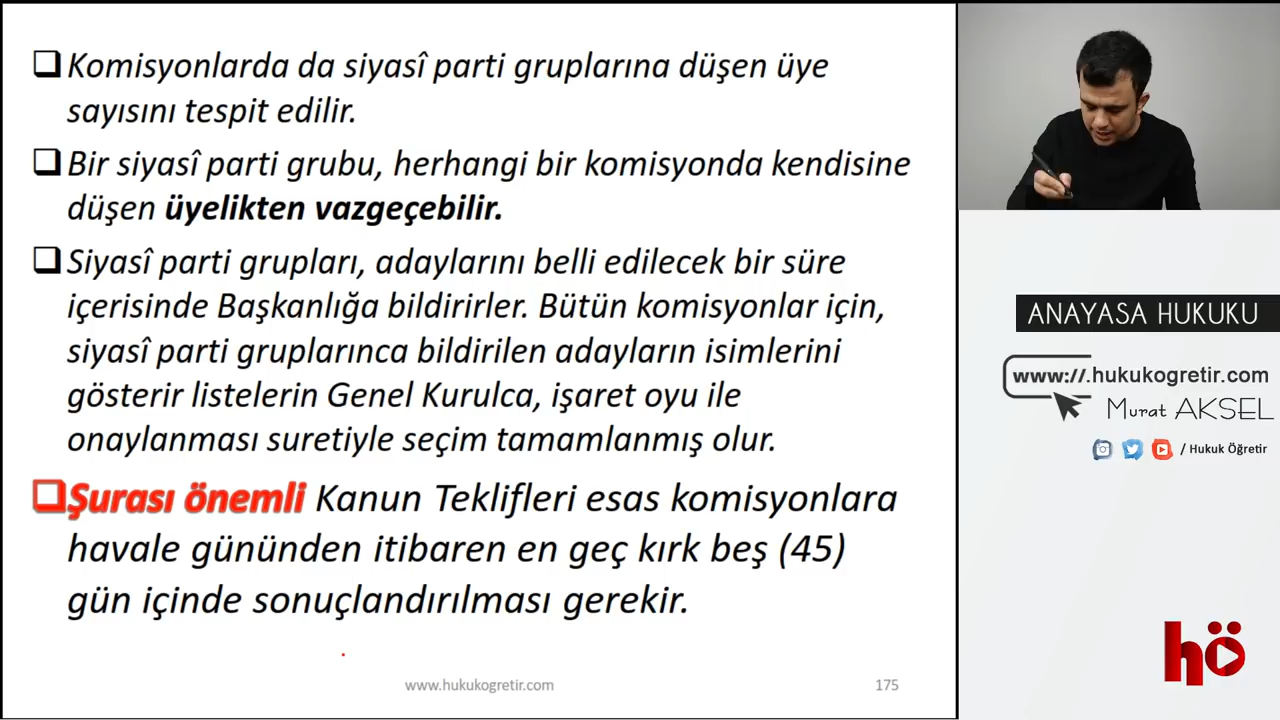 Komisyonlarda da siyasî parti gruplarına düşen üye
sayısını tespit edilir.
Bir siyasî parti grubu, herhangi bir komisyonda kendisine
düşen üyelikten vazgeçebilir.
Siyasî parti grupları, adaylarını belli edilecek bir süre
içerisinde Başkanlığa bildirirler. Bütün komisyonlar için,
siyasî parti gruplarınca bildirilen adayların isimlerini
gösterir listelerin Genel Kurulca, işaret oyu ile
onaylanması suretiyle seçim tamamlanmış olur.
Şurası önemli Kanun Teklifleri esas komisyonlara
havale gününden itibaren en geç kırk beş (45)
gün içinde sonuçlandırılması gerekir.
www.hukukogretir.com
175
ANAYASA HUKUKU
www://.hukukogretir.com
Murat AKSEL
/ Hukuk Öğretir
hö